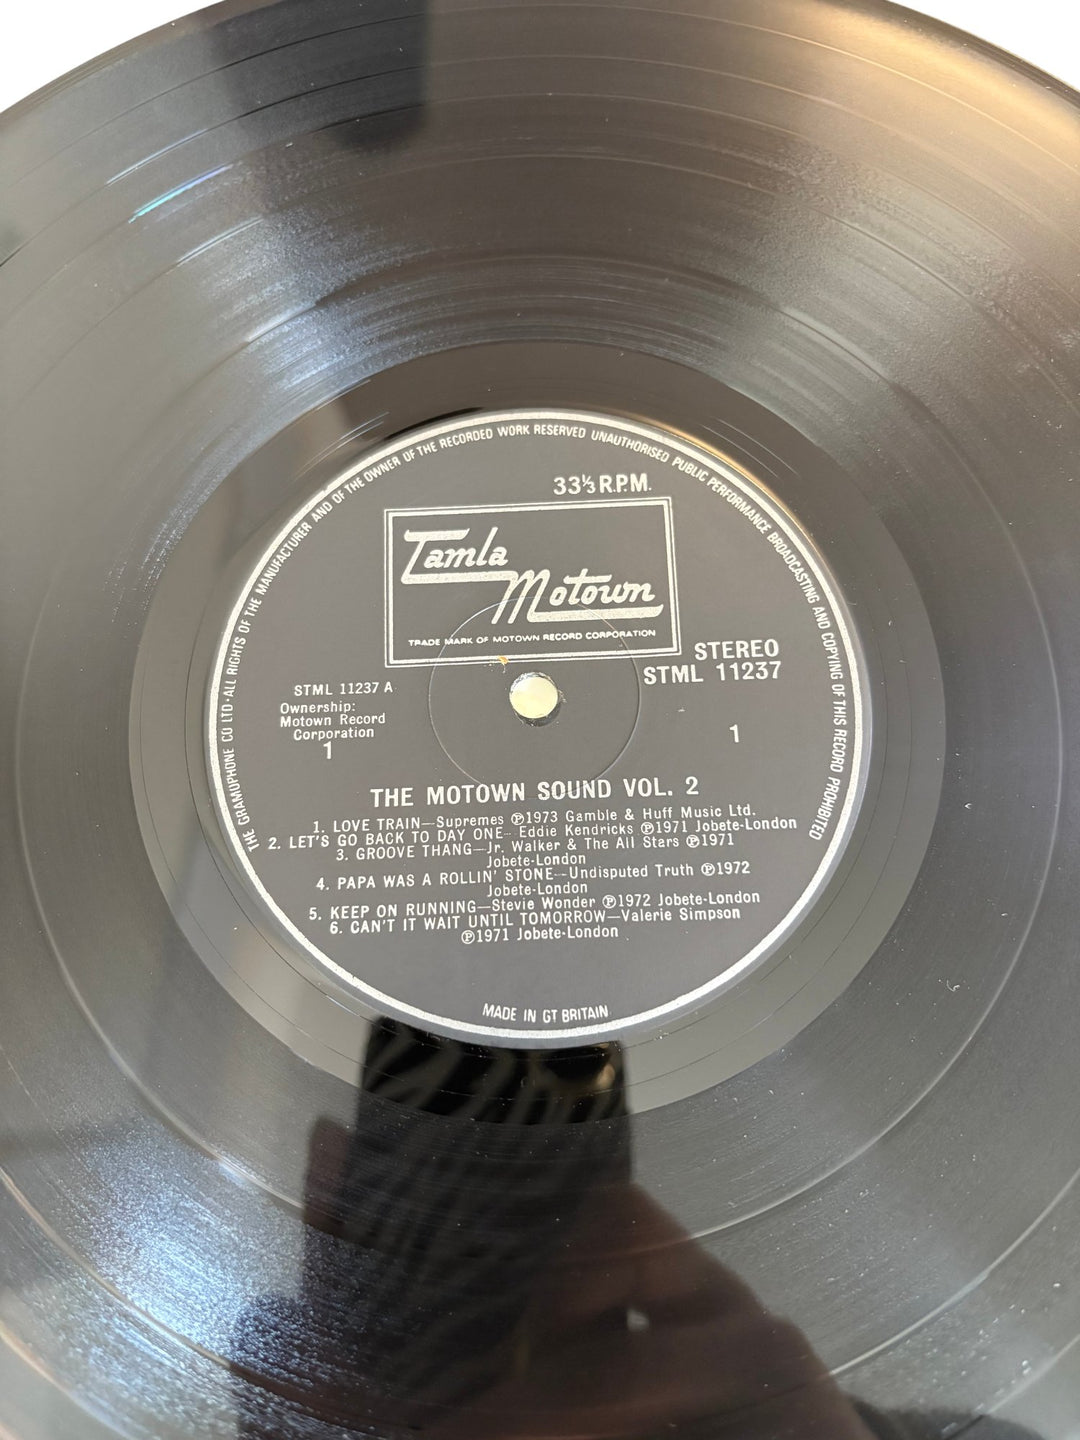 THE GRAMOPHONE CO LTD·ALL RIGHTS OF THE MANUFACTURER AND OF THE OWNER OF THE RECORDED WORK RESERVED UNAUTHORISED PUBLIC PERFORMANCE BROADCASTING AND COPYING OF THIS RECORD PROHIBITED
33⅓ R.P.M.
Tamla
Motown
TRADE MARK OF MOTOWN RECORD CORPORATION
STEREO
STML 11237
STML 11237 A
Ownership:
Motown Record
Corporation
1
1
THE MOTOWN SOUND VOL. 2
1. LOVE TRAIN—Supremes ℗1973 Gamble & Huff Music Ltd.
2. LET'S GO BACK TO DAY ONE—Eddie Kendricks ℗1971 Jobete-London
3. GROOVE THANG—Jr. Walker & The All Stars ℗1971
Jobete-London
4. PAPA WAS A ROLLIN' STONE—Undisputed Truth ℗1972
Jobete-London
5. KEEP ON RUNNING—Stevie Wonder ℗1972 Jobete-London
6. CAN'T IT WAIT UNTIL TOMORROW—Valerie Simpson
℗1971 Jobete-London
MADE IN GT BRITAIN